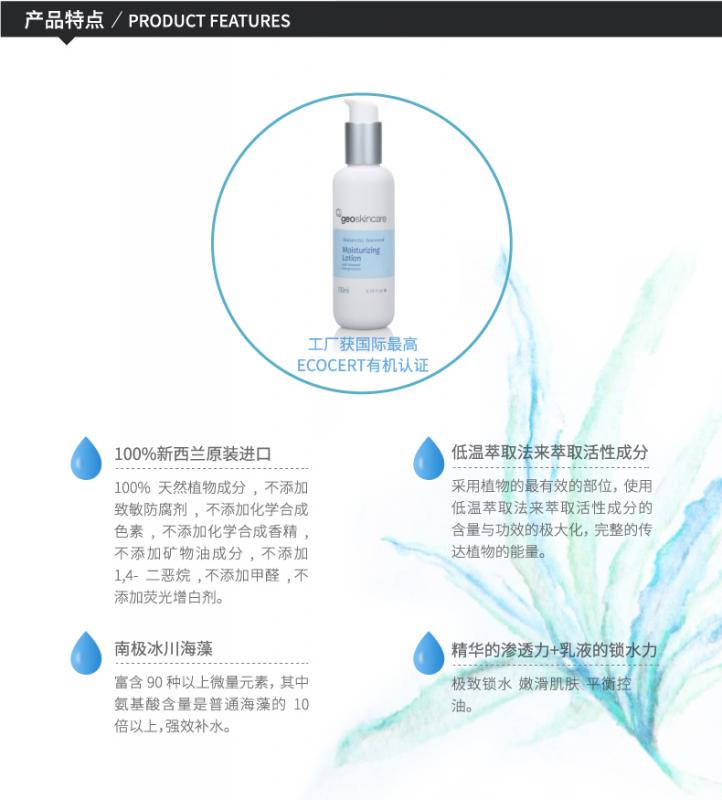 产品特点 / PRODUCT FEATURES
geoskincare
Moisturizing
Lotion
工厂获国际最高
ECOCERT有机认证
100%新西兰原装进口
100% 天然植物成分 , 不添加
致敏防腐剂 , 不添加化学合成
色素 , 不添加化学合成香精 ,
不添加矿物油成分 , 不添加
1,4- 二恶烷 ,不添加甲醛 ,不
添加荧光增白剂。
低温萃取法来萃取活性成分
采用植物的最有效的部位, 使用
低温萃取法来萃取活性成分的
含量与功效的极大化, 完整的传
达植物的能量。
南极冰川海藻
富含 90 种以上微量元素, 其中
氨基酸含量是普通海藻的 10
倍以上,强效补水。
精华的渗透力+乳液的锁水力
极致锁水 嫩滑肌肤 平衡控
油。